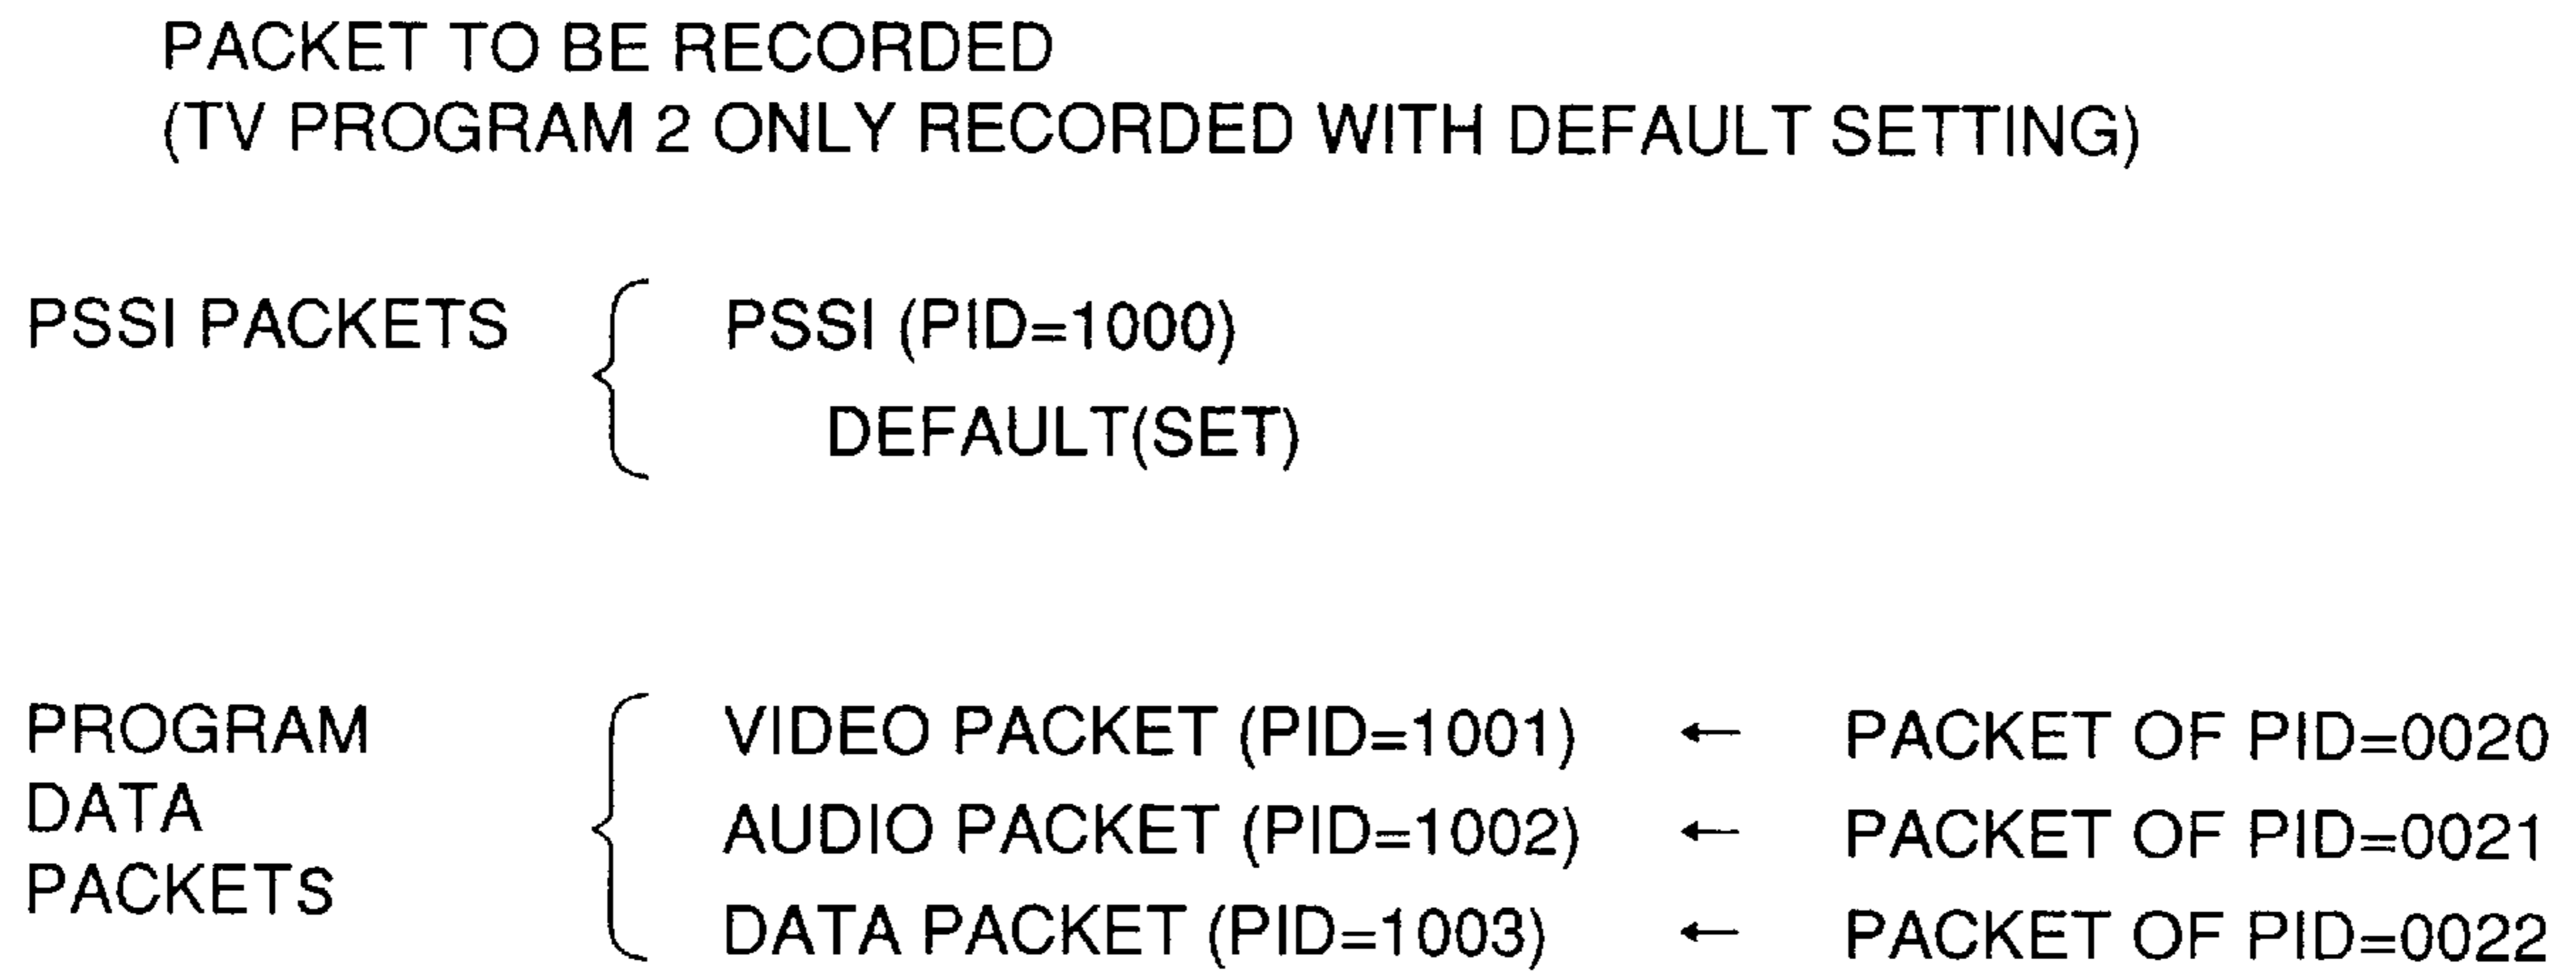 PACKET TO BE RECORDED
(TV PROGRAM 2 ONLY RECORDED WITH DEFAULT SETTING)
PSSI PACKETS
PSSI (PID=1000)
DEFAULT(SET)
PROGRAM
DATA
PACKETS
VIDEO PACKET (PID=1001) ← PACKET OF PID=0020
AUDIO PACKET (PID=1002) ← PACKET OF PID=0021
DATA PACKET (PID=1003) ← PACKET OF PID=0022